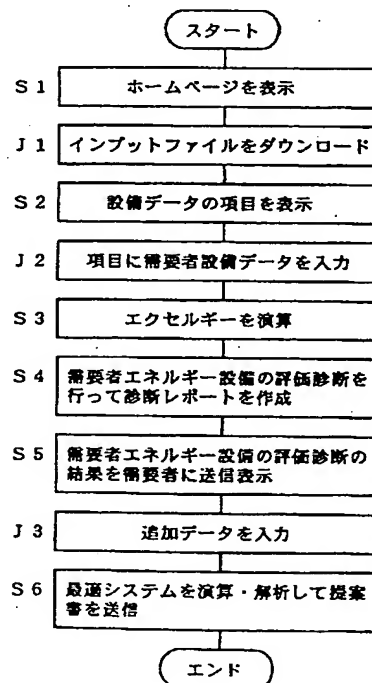 スタート
S1
ホームページを表示
J1
インプットファイルをダウンロード
S2
設備データの項目を表示
J2
項目に需要者設備データを入力
S3
エクセルギーを演算
S4
需要者エネルギー設備の評価診断を
行って診断レポートを作成
S5
需要者エネルギー設備の評価診断の
結果を需要者に送信表示
J3
追加データを入力
S6
最適システムを演算・解析して提案
書を送信
エンド